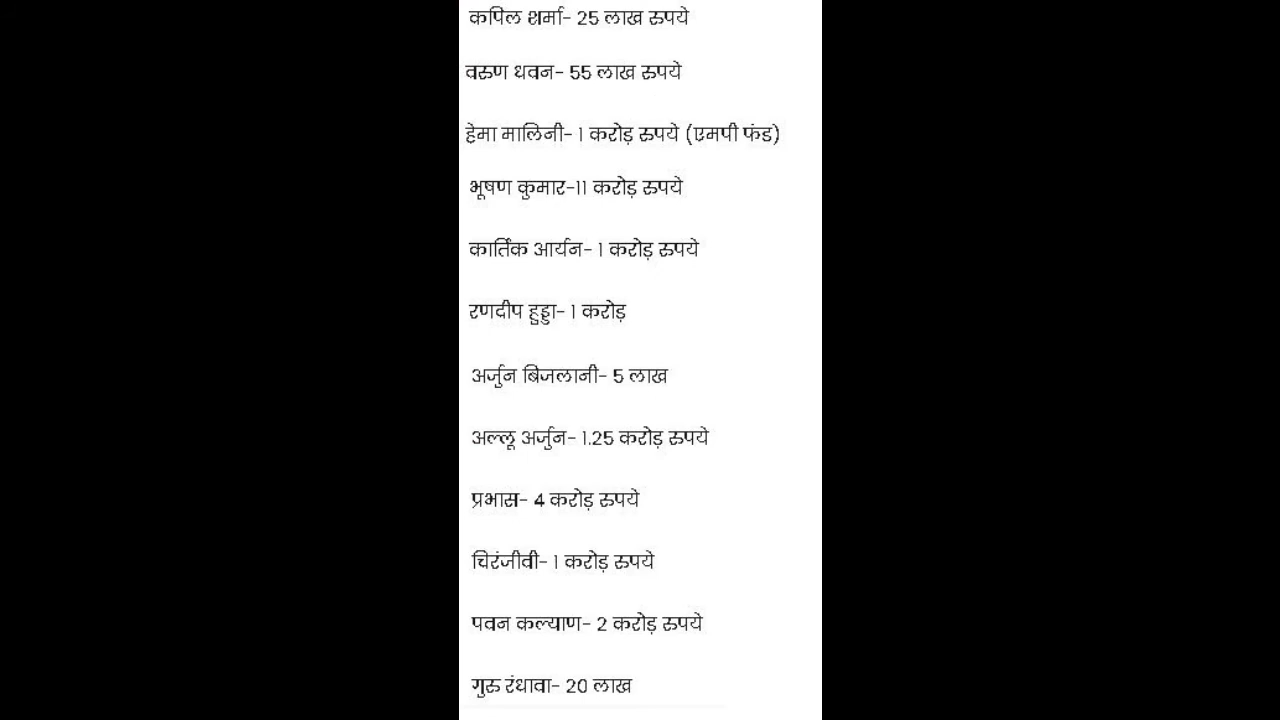 कपिल शर्मा- 25 लाख रुपये
वरुण धवन- 55 लाख रुपये
हेमा मालिनी- 1 करोड़ रुपये (एमपी फंड)
भूषण कुमार-11 करोड़ रुपये
कार्तिक आर्यन- 1 करोड़ रुपये
रणदीप हुड्डा- 1 करोड़
अर्जुन बिजलानी- 5 लाख
अल्लू अर्जुन- 1.25 करोड़ रुपये
प्रभास- 4 करोड़ रुपये
चिरंजीवी- 1 करोड़ रुपये
पवन कल्याण- 2 करोड़ रुपये
गुरु रंधावा- 20 लाख